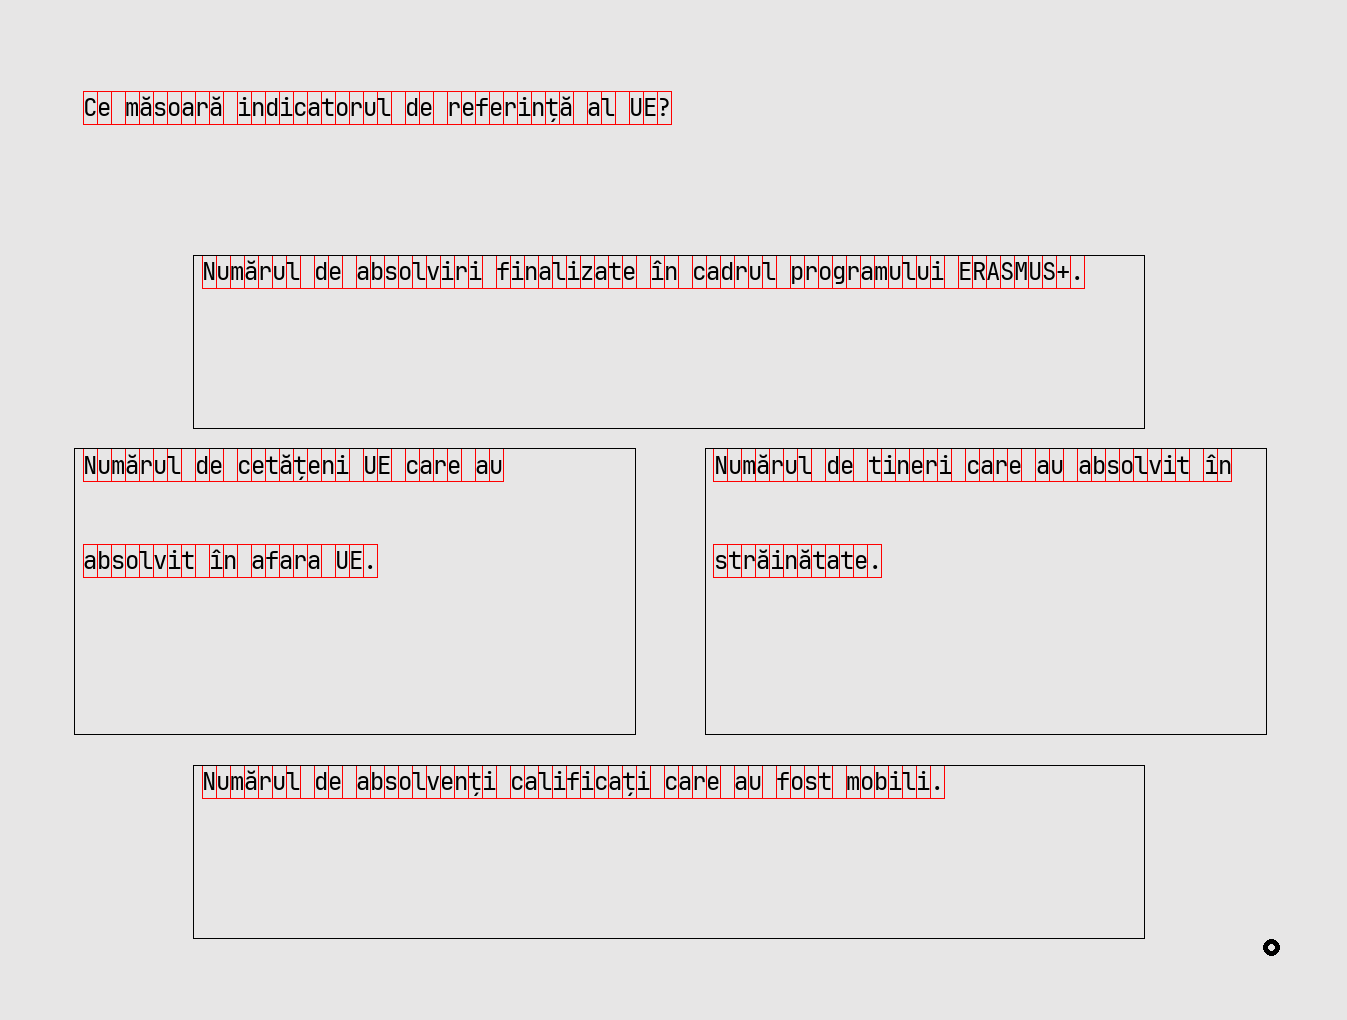 Ce măsoară indicatorul de referință al UE?
Numărul de absolviri finalizate în cadrul programului ERASMUS+.
Numărul de cetățeni UE care au
absolvit în afara UE.
Numărul de tineri care au absolvit în
străinătate.
Numărul de absolvenți calificați care au fost mobili.